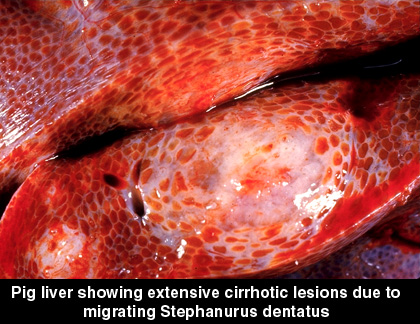 Pig liver showing extensive cirrhotic lesions due to
migrating Stephanurus dentatus